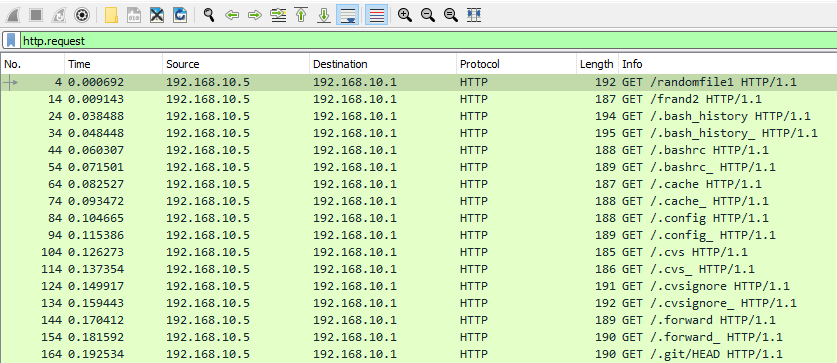 http.request
No. Time Source Destination Protocol Length Info
4 0.000692 192.168.10.5 192.168.10.1 HTTP 192 GET /randomfile1 HTTP/1.1
14 0.009143 192.168.10.5 192.168.10.1 HTTP 187 GET /frand2 HTTP/1.1
24 0.038488 192.168.10.5 192.168.10.1 HTTP 194 GET /.bash_history HTTP/1.1
34 0.048448 192.168.10.5 192.168.10.1 HTTP 195 GET /.bash_history_ HTTP/1.1
44 0.060307 192.168.10.5 192.168.10.1 HTTP 188 GET /.bashrc HTTP/1.1
54 0.071501 192.168.10.5 192.168.10.1 HTTP 189 GET /.bashrc_ HTTP/1.1
64 0.082527 192.168.10.5 192.168.10.1 HTTP 187 GET /.cache HTTP/1.1
74 0.093472 192.168.10.5 192.168.10.1 HTTP 188 GET /.cache_ HTTP/1.1
84 0.104665 192.168.10.5 192.168.10.1 HTTP 188 GET /.config HTTP/1.1
94 0.115386 192.168.10.5 192.168.10.1 HTTP 189 GET /.config_ HTTP/1.1
104 0.126273 192.168.10.5 192.168.10.1 HTTP 185 GET /.cvs HTTP/1.1
114 0.137354 192.168.10.5 192.168.10.1 HTTP 186 GET /.cvs_ HTTP/1.1
124 0.149917 192.168.10.5 192.168.10.1 HTTP 191 GET /.cvsignore HTTP/1.1
134 0.159443 192.168.10.5 192.168.10.1 HTTP 192 GET /.cvsignore_ HTTP/1.1
144 0.170412 192.168.10.5 192.168.10.1 HTTP 189 GET /.forward HTTP/1.1
154 0.181592 192.168.10.5 192.168.10.1 HTTP 190 GET /.forward_ HTTP/1.1
164 0.192534 192.168.10.5 192.168.10.1 HTTP 190 GET /.git/HEAD HTTP/1.1